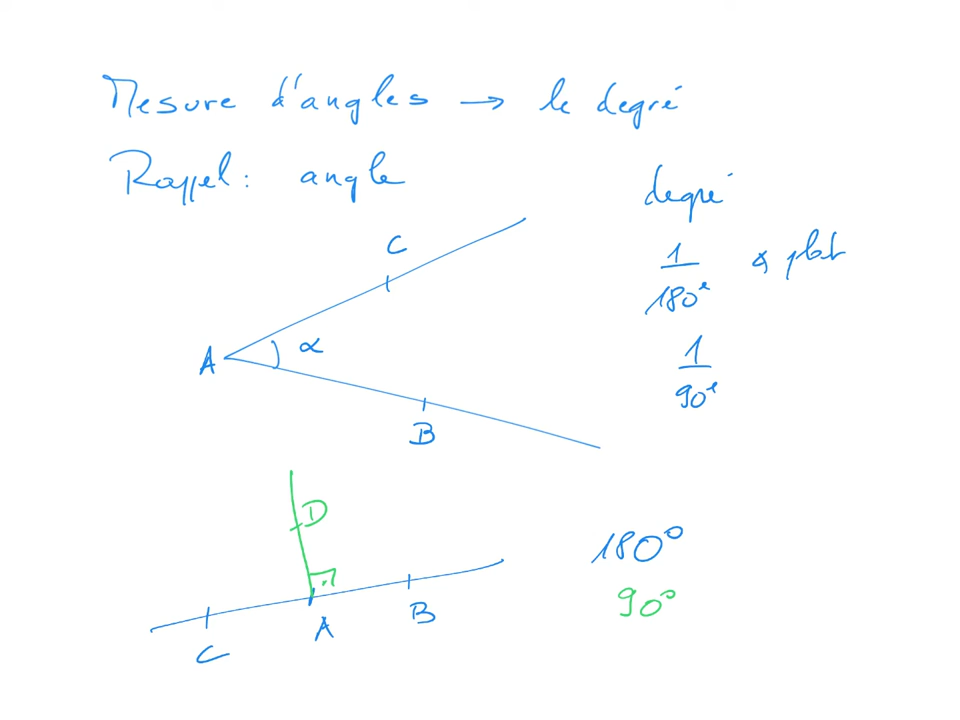 Mesure d'angles → le degré
Rappel : angle
degré
C
1
180e
∢ plat
A
α
1
90e
B
D
180°
90°
C
A
B